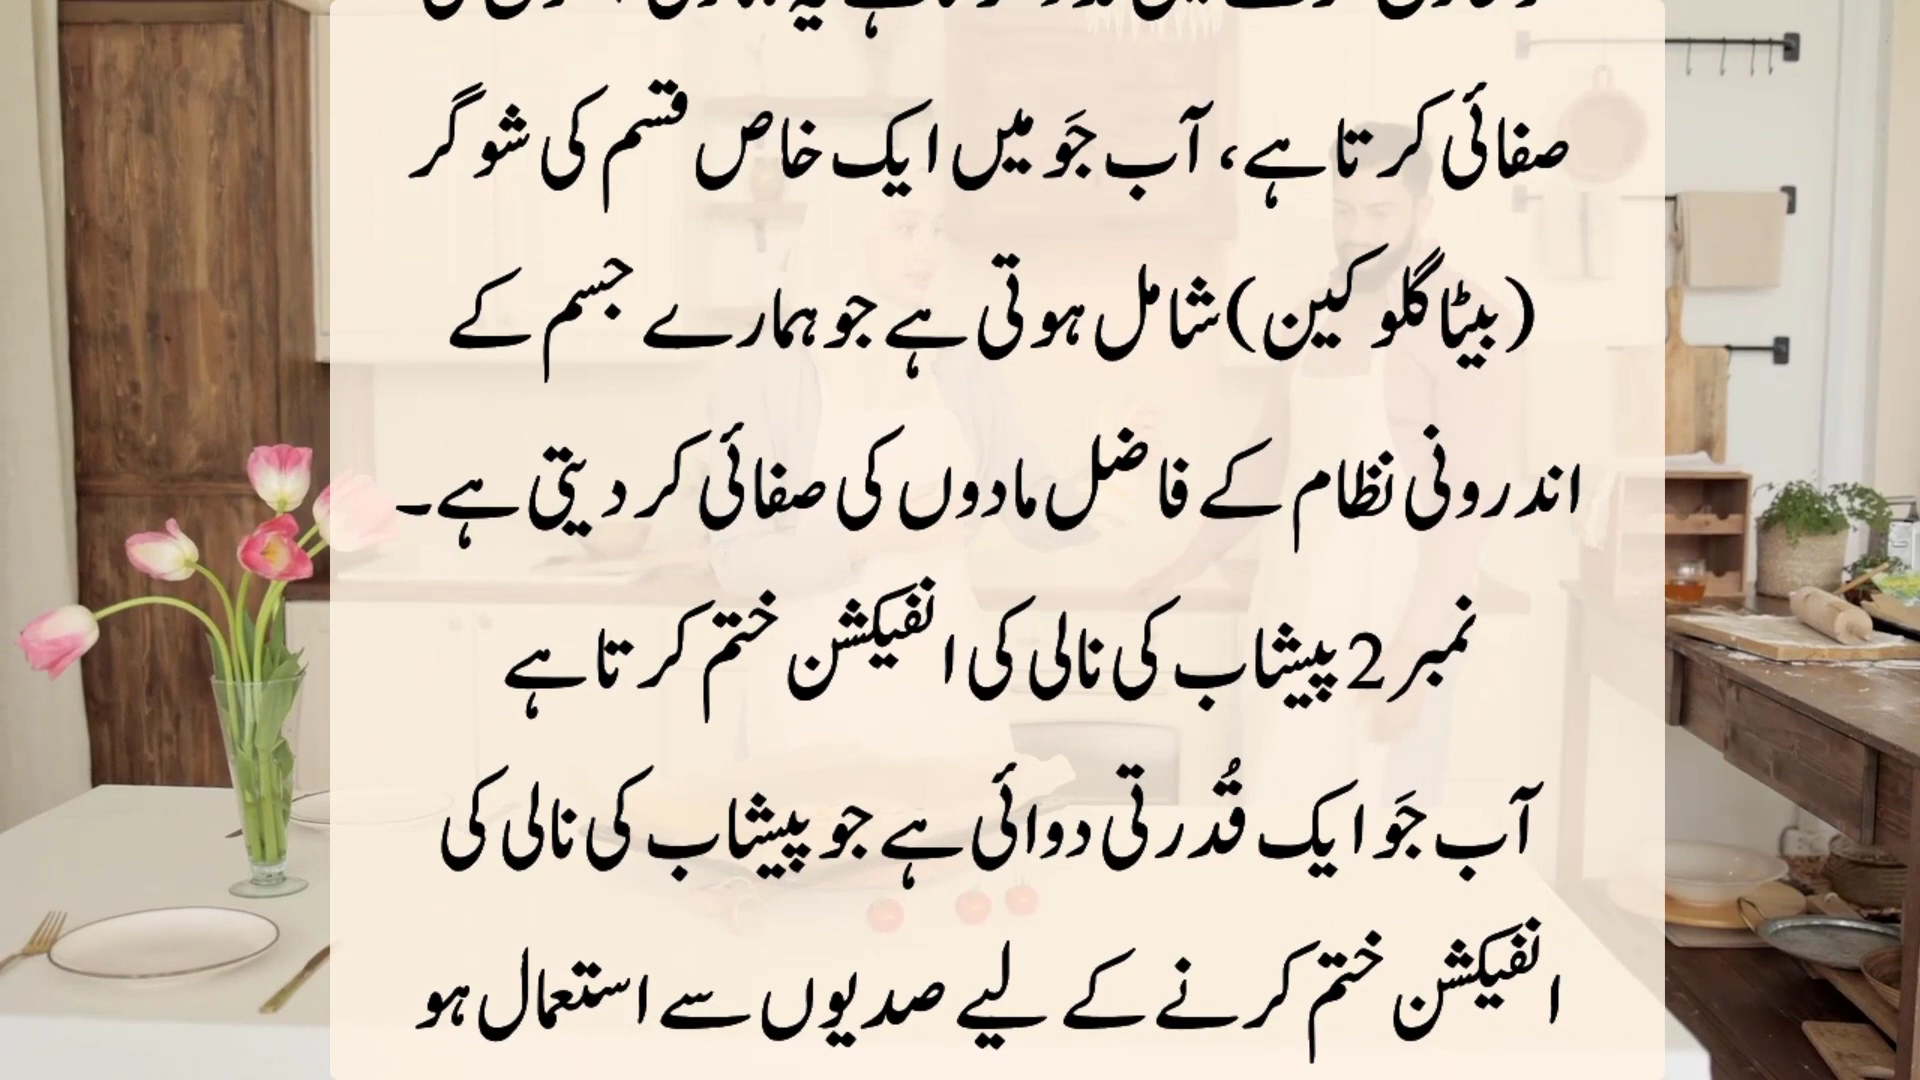 صفائی کرتا ہے، آب جَو میں ایک خاص قسم کی شوگر
(بیٹا گلوکین) شامل ہوتی ہے جو ہمارے جسم کے
اندرونی نظام کے فاضل مادوں کی صفائی کر دیتی ہے۔
نمبر 2 پیشاب کی نالی کی انفیکشن ختم کرتا ہے
آب جَو ایک قُدرتی دوائی ہے جو پیشاب کی نالی کی
انفیکشن ختم کرنے کے لیے صدیوں سے استعمال ہو